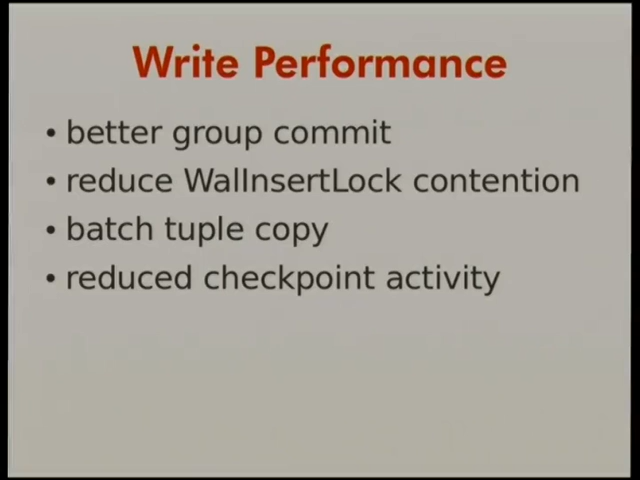 Write Performance
• better group commit
• reduce WalInsertLock contention
• batch tuple copy
• reduced checkpoint activity